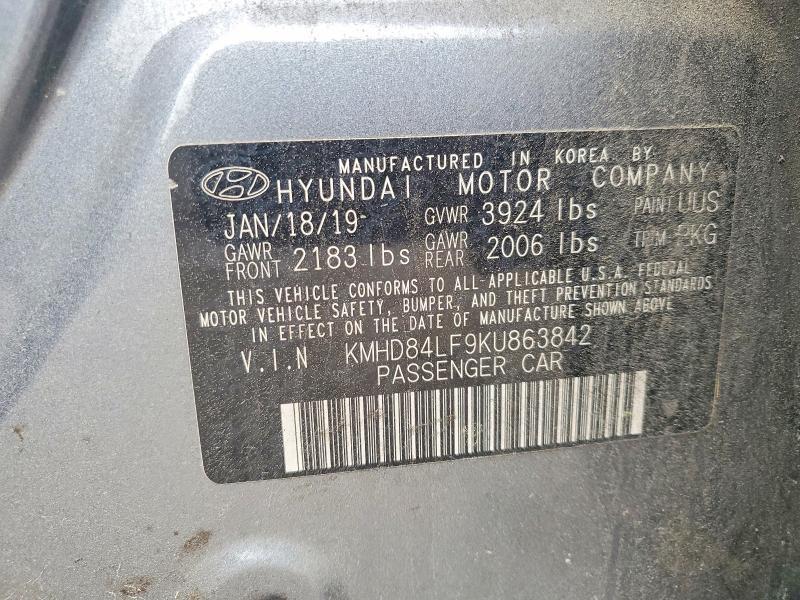 MANUFACTURED IN KOREA BY
HYUNDAI MOTOR COMPANY
JAN/18/19 GVWR 3924 lbs PAINT UUS
GAWR FRONT 2183 lbs GAWR REAR 2006 lbs TRM PKG
THIS VEHICLE CONFORMS TO ALL-APPLICABLE U.S.A. FEDERAL
MOTOR VEHICLE SAFETY, BUMPER, AND THEFT PREVENTION STANDARDS
IN EFFECT ON THE DATE OF MANUFACTURE SHOWN ABOVE
V.I.N KMHD84LF9KU863842
PASSENGER CAR